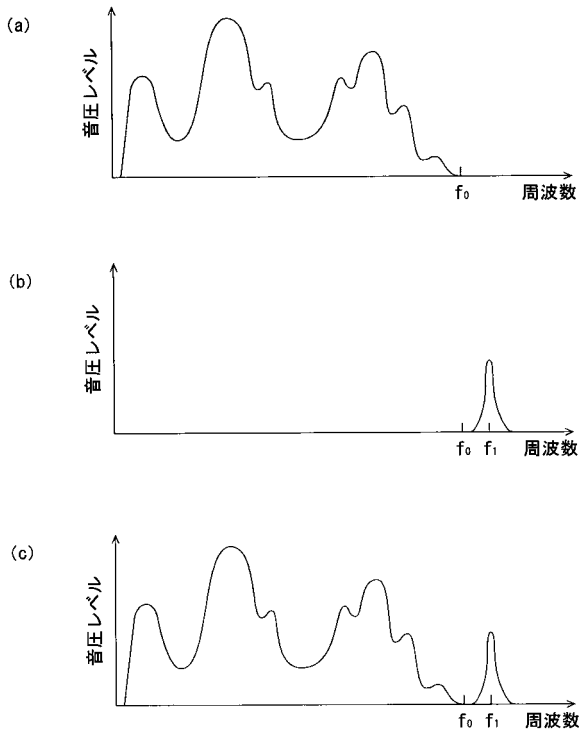 (a)
音圧レベル
f₀
周波数
(b)
音圧レベル
f₀
f₁
周波数
(c)
音圧レベル
f₀
f₁
周波数